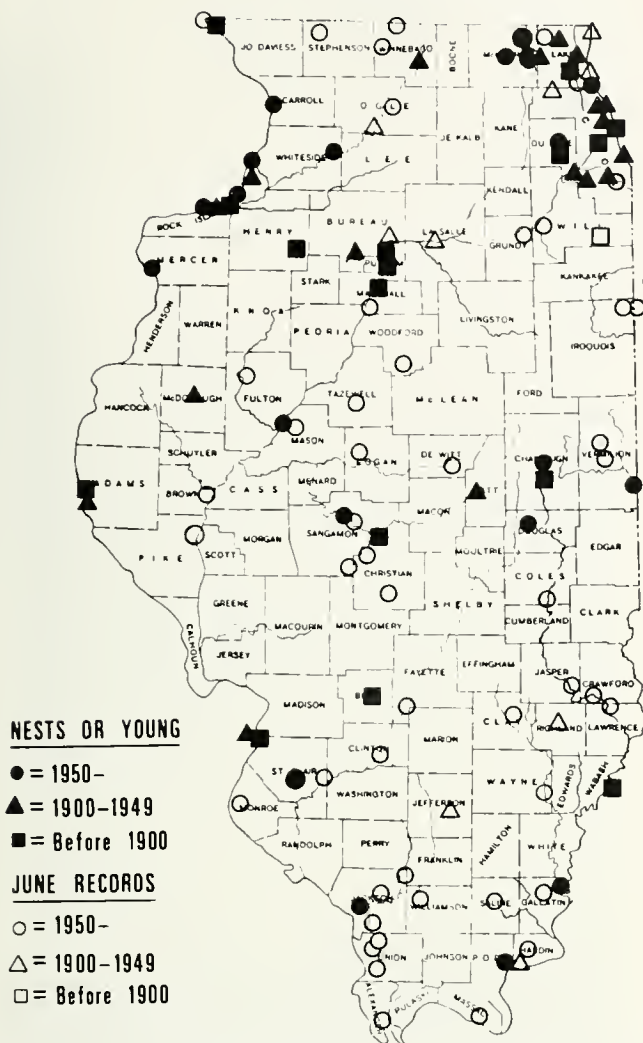 JO DAVIESS
STEPHENSON
WINNEBAGO
BOONE
LAKE
CARROLL
OGLE
DE KALB
KANE
WHITESIDE
LEE
KENDALL
ROCK ISL
HENRY
BUREAU
LA SALLE
GRUNDY
WILL
MERCER
STARK
MARSHALL
KANKAKEE
HENDERSON
WARREN
KNOX
PEORIA
WOODFORD
LIVINGSTON
IROQUOIS
HANCOCK
McDONOUGH
FULTON
TAZEWELL
McLEAN
FORD
SCHUYLER
MASON
LOGAN
DE WITT
CHAMPAIGN
VERMILION
ADAMS
BROWN
CASS
MENARD
SANGAMON
MACON
PIATT
DOUGLAS
EDGAR
PIKE
SCOTT
MORGAN
CHRISTIAN
MOULTRIE
COLES
GREENE
MACOUPIN
MONTGOMERY
SHELBY
CUMBERLAND
CLARK
CALHOUN
JERSEY
FAYETTE
EFFINGHAM
JASPER
CRAWFORD
MADISON
MARION
CLAY
RICHLAND
LAWRENCE
ST CLAIR
CLINTON
WAYNE
EDWARDS
WABASH
MONROE
WASHINGTON
JEFFERSON
RANDOLPH
PERRY
FRANKLIN
HAMILTON
WHITE
JACKSON
WILLIAMSON
SALINE
GALLATIN
UNION
JOHNSON
POPE
HARDIN
ALEXANDER
PULASKI
MASSAC
NESTS OR YOUNG
● = 1950-
▲ = 1900-1949
■ = Before 1900
JUNE RECORDS
○ = 1950-
△ = 1900-1949
□ = Before 1900